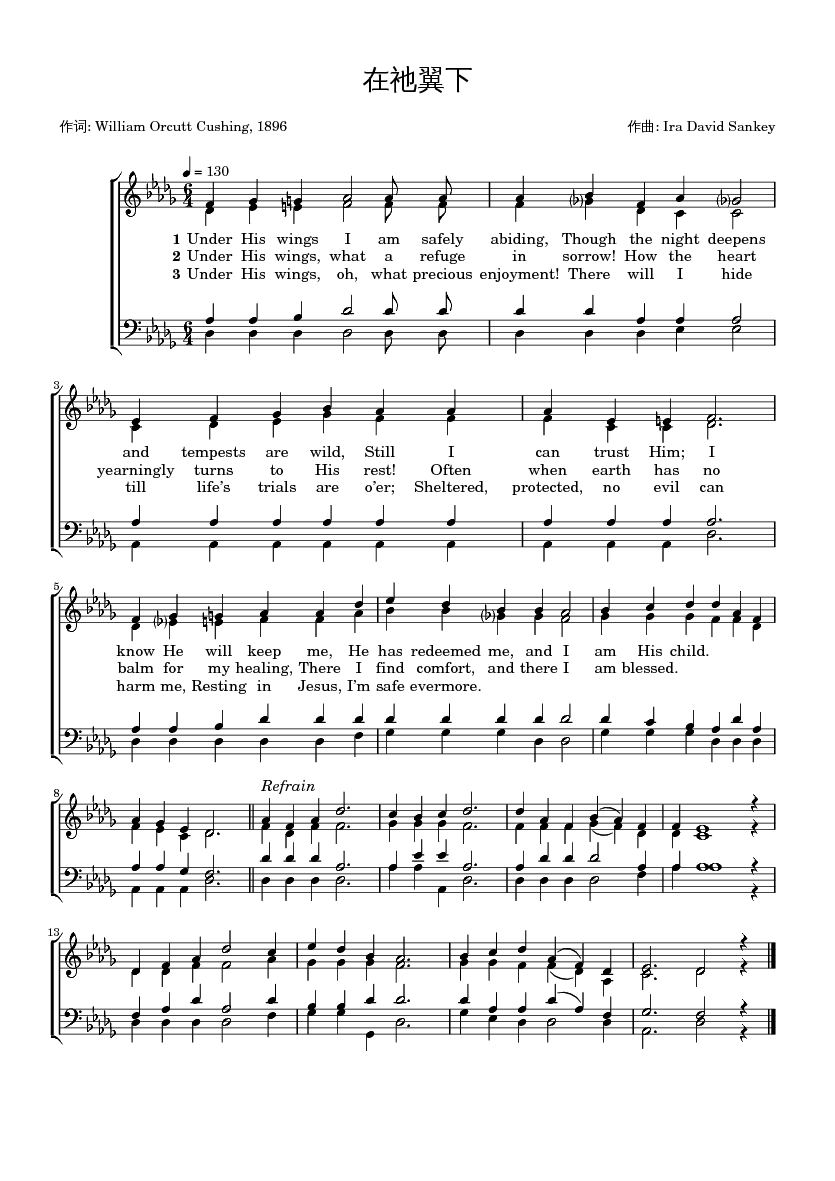 在祂翼下
作词: William Orcutt Cushing, 1896
作曲: Ira David Sankey
= 130
1 Under His wings I am safely abiding, Though the night deepens
2 Under His wings, what a refuge in sorrow! How the heart
3 Under His wings, oh, what precious enjoyment! There will I hide
3
and tempests are wild, Still I can trust Him; I
yearningly turns to His rest! Often when earth has no
till life's trials are o'er; Sheltered, protected, no evil can
5
know He will keep me, He has redeemed me, and I am His child.
balm for my healing, There I find comfort, and there I am blessed.
harm me, Resting in Jesus, I'm safe evermore.
8
Refrain
13